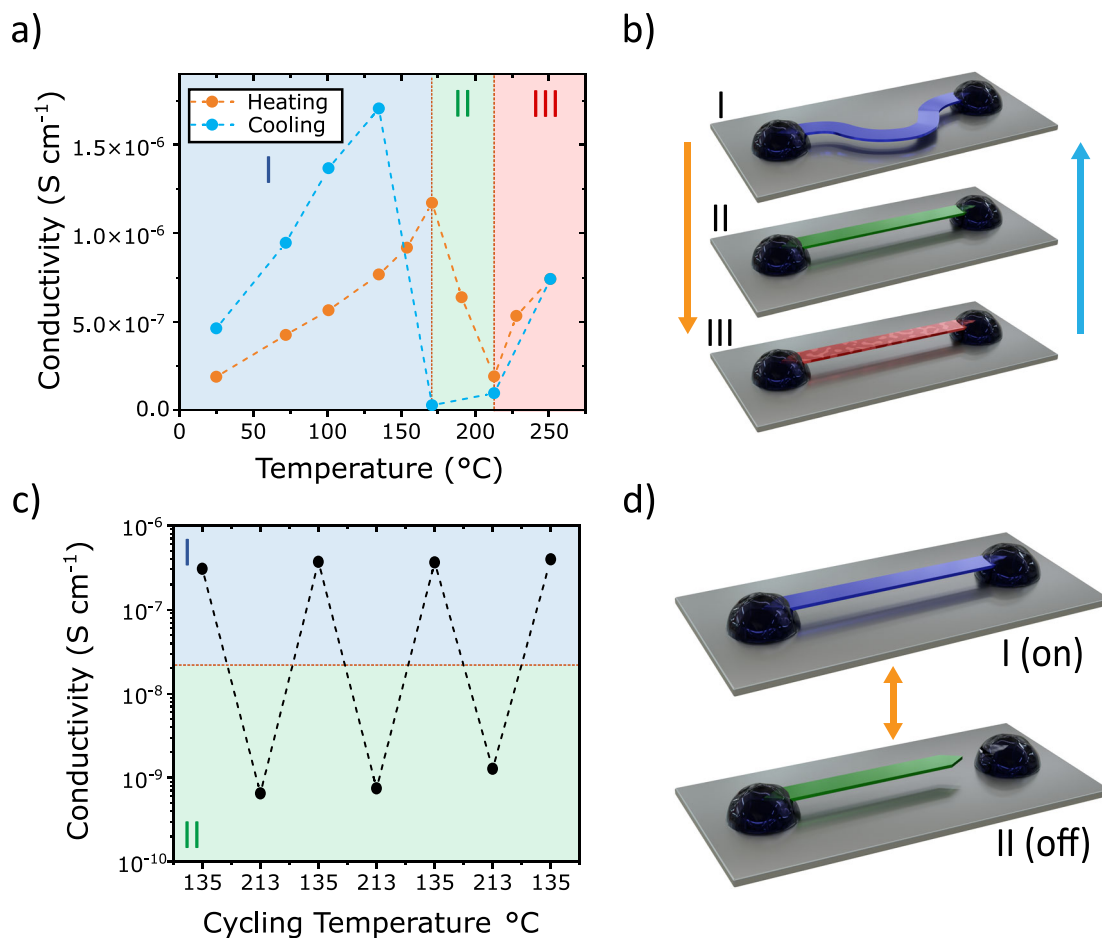 a)
Conductivity (S cm⁻¹)
1.5×10⁻⁶
1.0×10⁻⁶
5.0×10⁻⁷
0.0
Heating
Cooling
I
II
III
0 50 100 150 200 250
Temperature (°C)
b)
I
II
III
c)
Conductivity (S cm⁻¹)
10⁻⁶
10⁻⁷
10⁻⁸
10⁻⁹
10⁻¹⁰
I
II
135 213 135 213 135 213 135
Cycling Temperature °C
d)
I (on)
II (off)